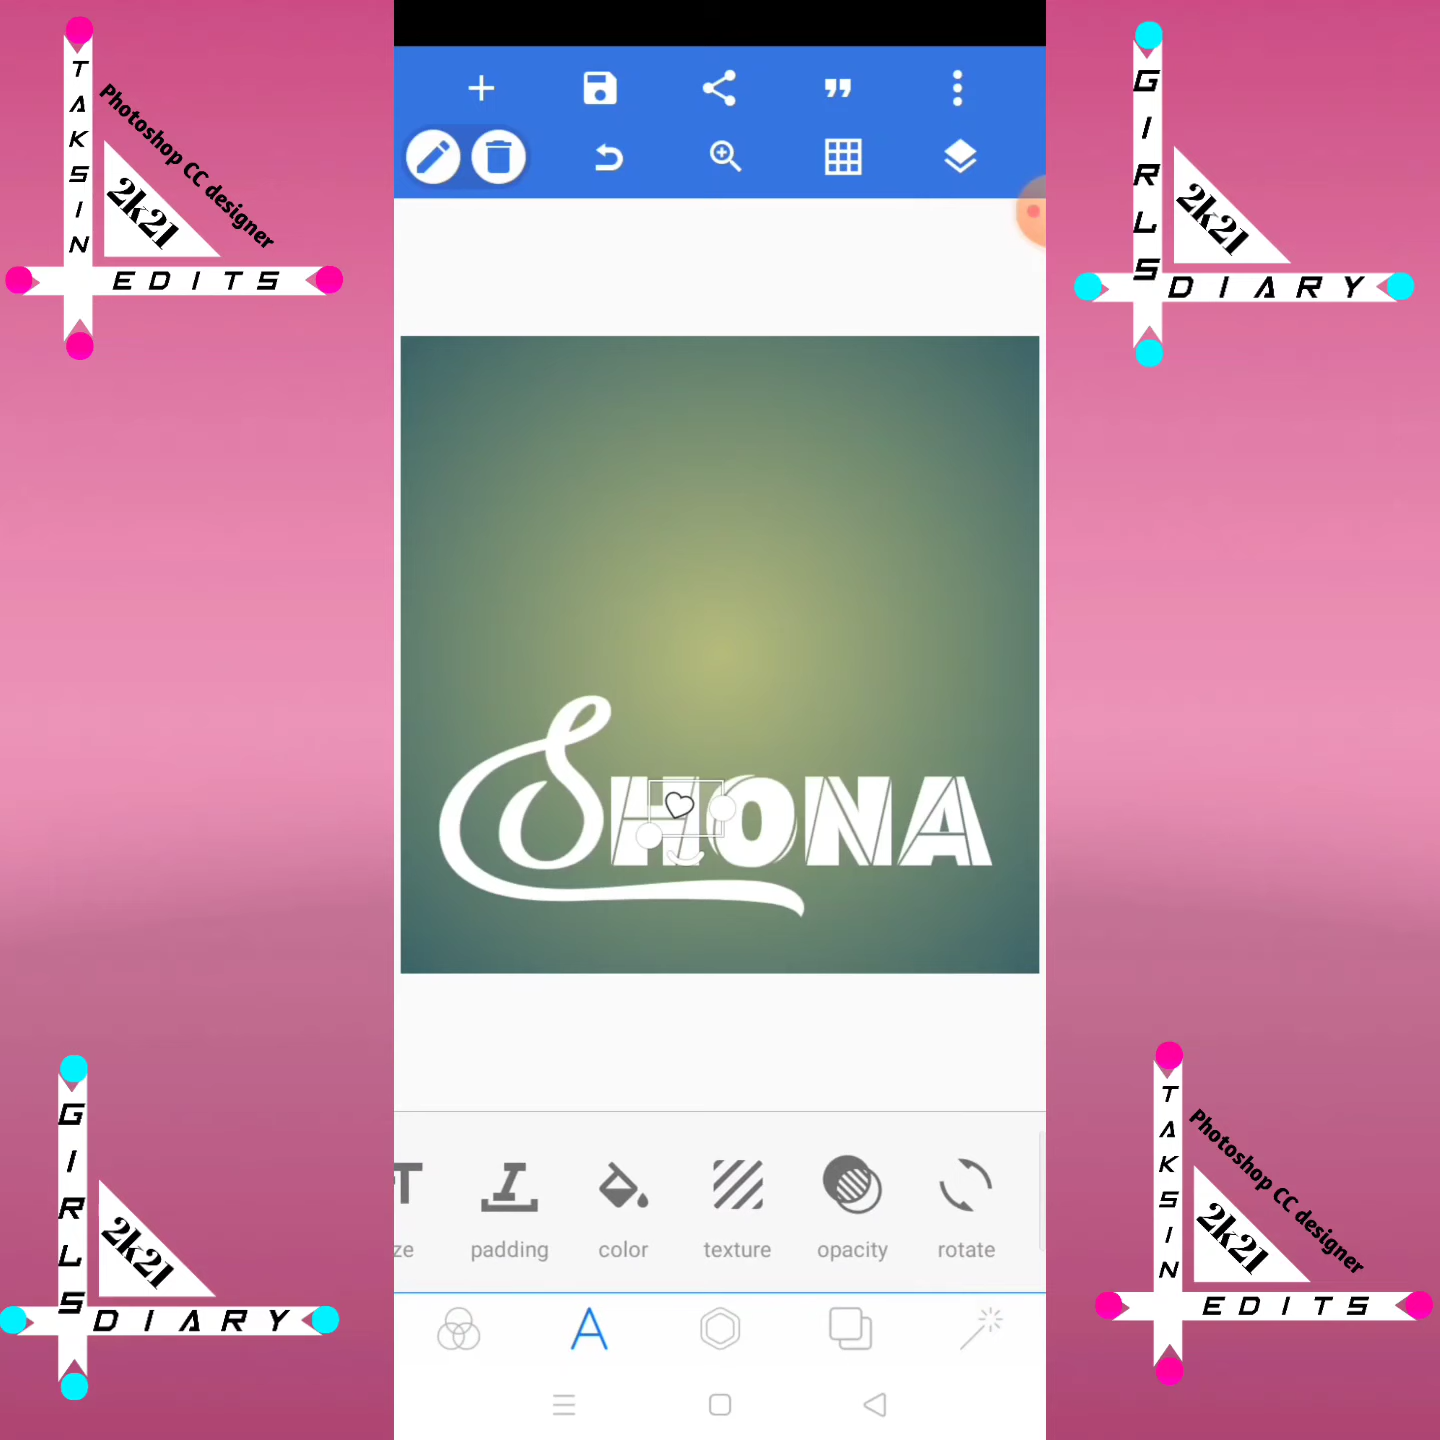 TAKSIN
Photoshop CC designer
2k21
EDITS
GIRLS
2k21
DIARY
SHONA
ze
padding
color
texture
opacity
rotate
GIRLS
2k21
DIARY
TAKSIN
Photoshop CC designer
2k21
EDITS